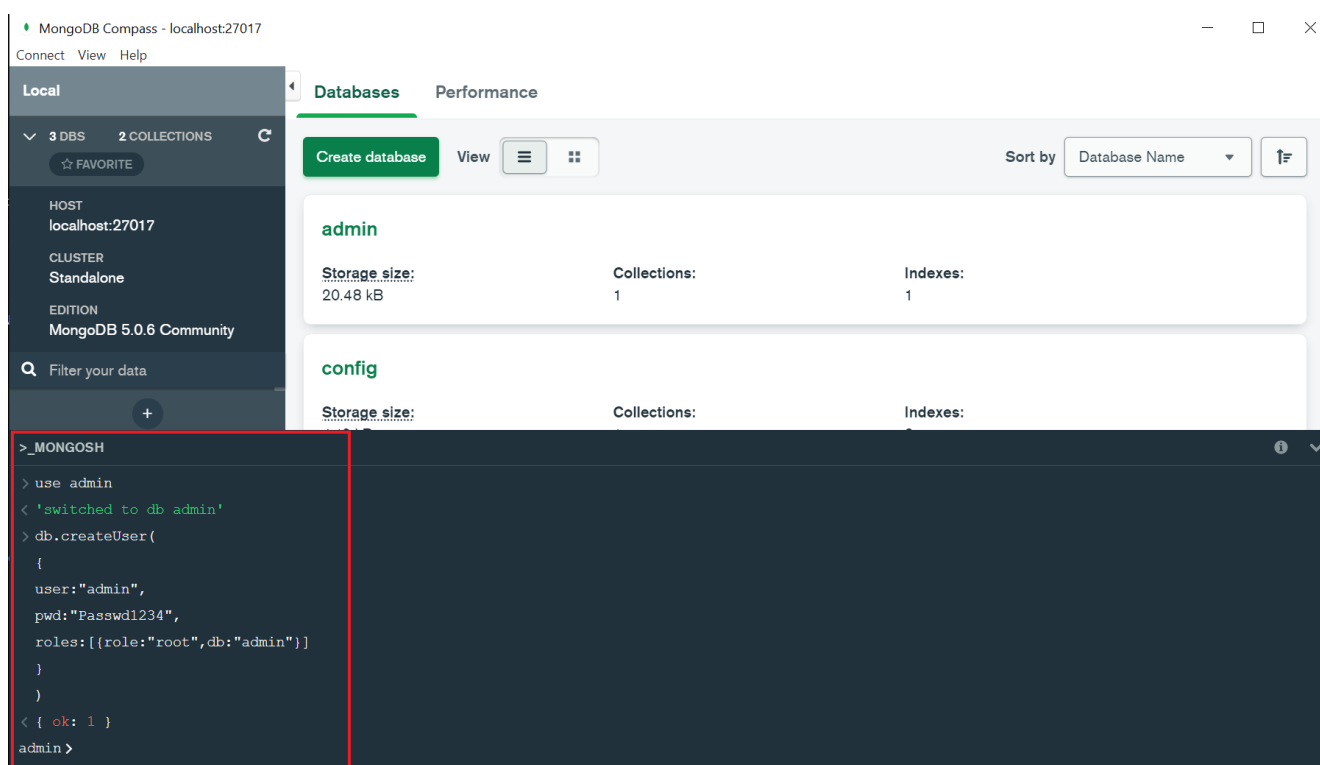 MongoDB Compass - localhost:27017
Connect View Help
Local
Databases Performance
3 DBS 2 COLLECTIONS
FAVORITE
Create database View Sort by Database Name
HOST
localhost:27017
CLUSTER
Standalone
EDITION
MongoDB 5.0.6 Community
Filter your data
+
admin
Storage size: Collections: Indexes:
20.48 kB 1 1
config
Storage size: Collections: Indexes:
>_MONGOSH
> use admin
< 'switched to db admin'
> db.createUser(
{
user:"admin",
pwd:"Passwd1234",
roles:[{role:"root",db:"admin"}]
}
)
< { ok: 1 }
admin>